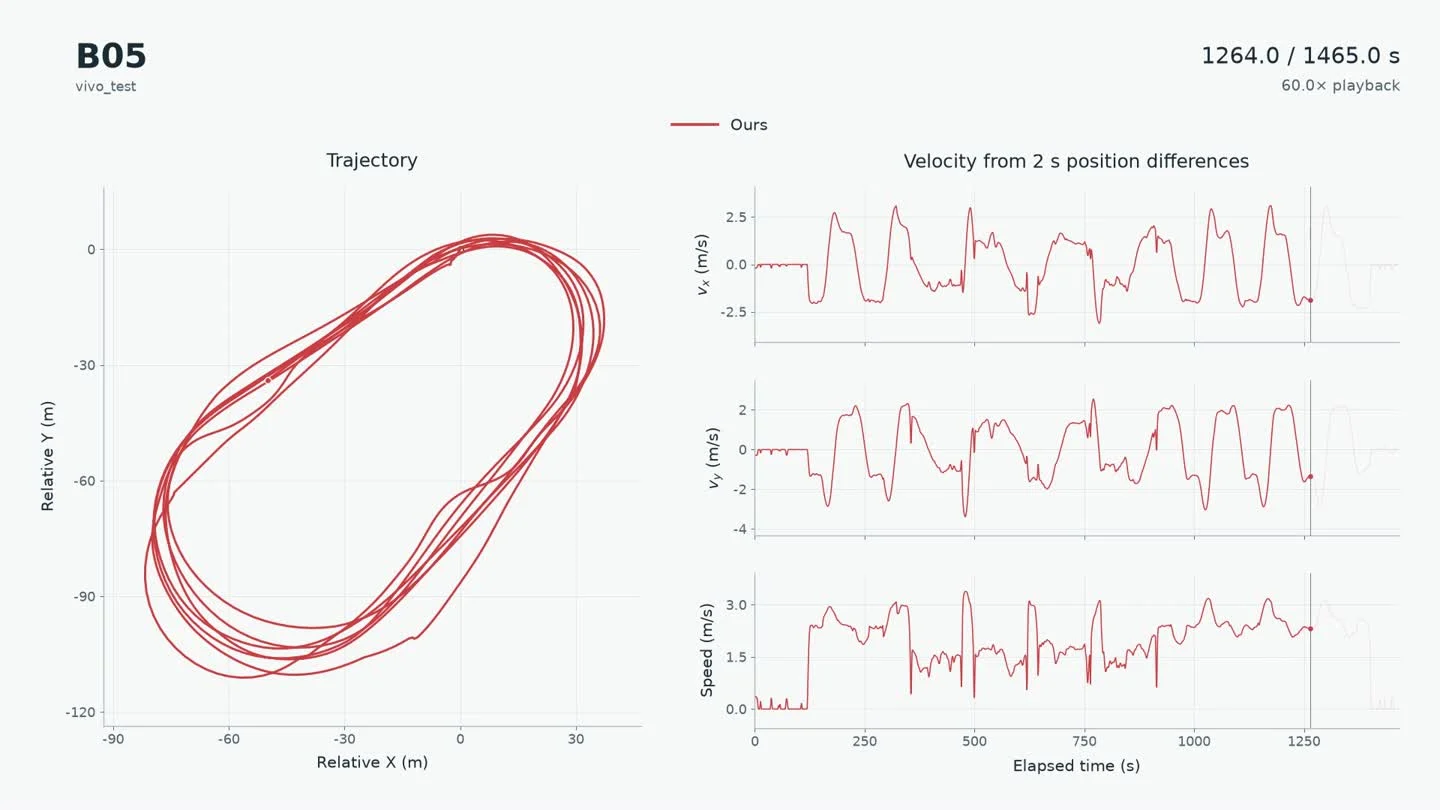 B05
vivo_test
1264.0 / 1465.0 s
60.0× playback
Ours
Trajectory
0
-30
-60
-90
-120
Relative Y (m)
-90
-60
-30
0
30
Relative X (m)
Velocity from 2 s position differences
2.5
0.0
-2.5
vx (m/s)
2
0
-2
-4
vy (m/s)
3.0
1.5
0.0
Speed (m/s)
0
250
500
750
1000
1250
Elapsed time (s)